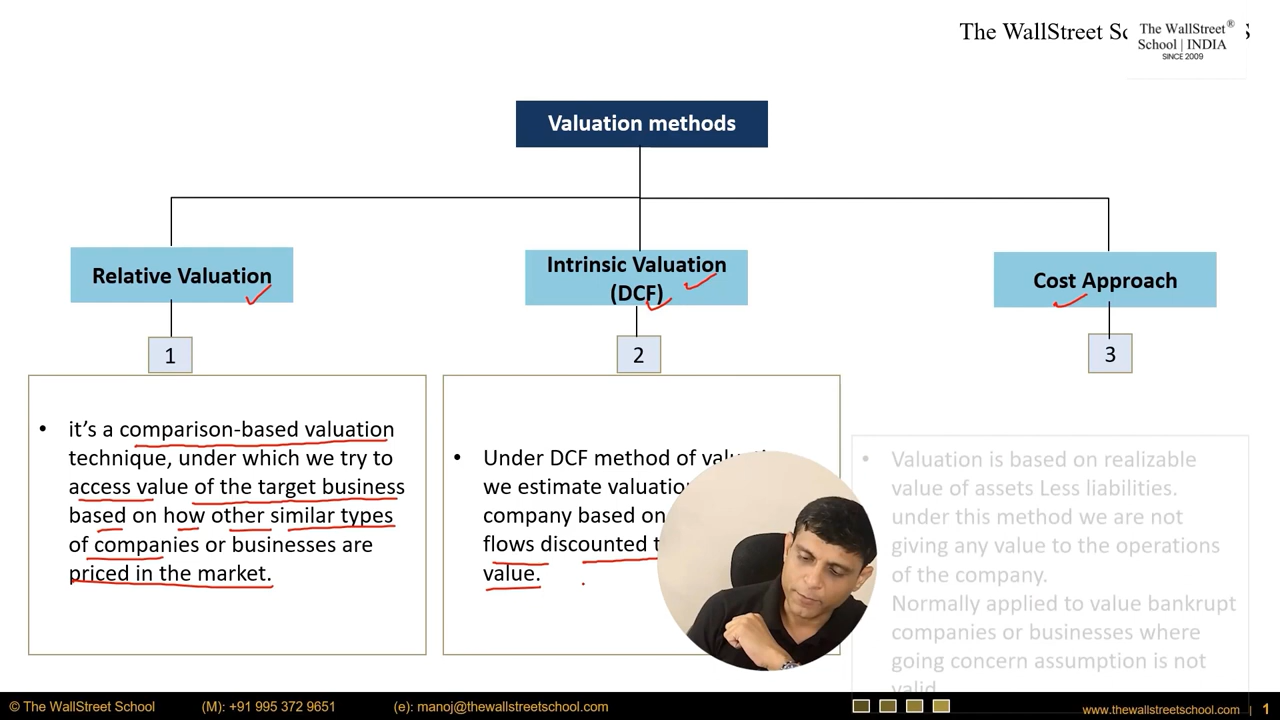 The WallStreet Sc
The WallStreet®
School | INDIA
SINCE 2009
Valuation methods
Relative Valuation
Intrinsic Valuation
(DCF)
Cost Approach
1
2
3
• it's a comparison-based valuation
technique, under which we try to
access value of the target business
based on how other similar types
of companies or businesses are
priced in the market.
• Under DCF method of
we estimate
company based on
flows discounted
value.
• Valuation is based on realizable
value of assets Less liabilities.
under this method we are not
giving any value to the operations
of the company.
Normally applied to value bankrupt
companies or businesses where
going concern assumption is not
valid
© The WallStreet School (M): +91 995 372 9651 (e): manoj@thewallstreetschool.com
www.thewallstreetschool.com | 1